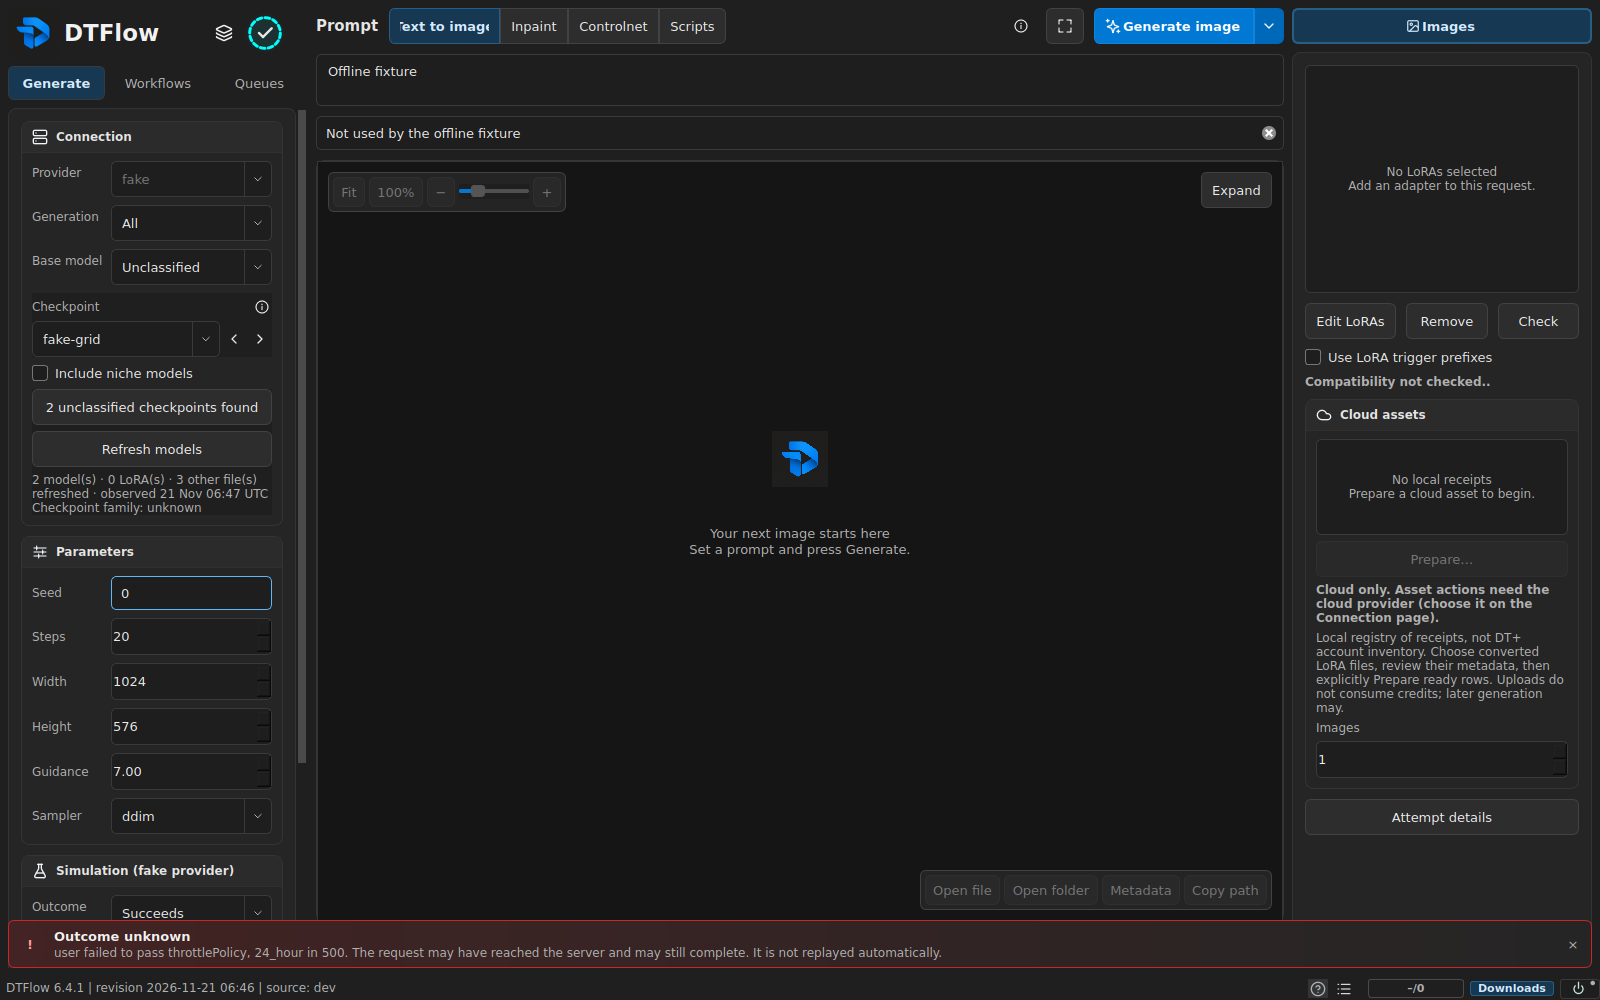 DTFlow
Prompt
Text to image
Inpaint
Controlnet
Scripts
Generate image
Images
Generate
Workflows
Queues
Offline fixture
Not used by the offline fixture
Connection
Provider
fake
Generation
All
Base model
Unclassified
Checkpoint
fake-grid
Include niche models
2 unclassified checkpoints found
Refresh models
2 model(s) · 0 LoRA(s) · 3 other file(s)
refreshed · observed 21 Nov 06:47 UTC
Checkpoint family: unknown
Parameters
Seed
0
Steps
20
Width
1024
Height
576
Guidance
7.00
Sampler
ddim
Simulation (fake provider)
Outcome
Succeeds
Fit
100%
−
+
Expand
Your next image starts here
Set a prompt and press Generate.
Open file
Open folder
Metadata
Copy path
No LoRAs selected
Add an adapter to this request.
Edit LoRAs
Remove
Check
Use LoRA trigger prefixes
Compatibility not checked..
Cloud assets
No local receipts
Prepare a cloud asset to begin.
Prepare...
Cloud only. Asset actions need the
cloud provider (choose it on the
Connection page).
Local registry of receipts, not DT+
account inventory. Choose converted
LoRA files, review their metadata, then
explicitly Prepare ready rows. Uploads do
not consume credits; later generation
may.
Images
1
Attempt details
! Outcome unknown
user failed to pass throttlePolicy, 24_hour in 500. The request may have reached the server and may still complete. It is not replayed automatically.
DTFlow 6.4.1 | revision 2026-11-21 06:46 | source: dev
–/0
Downloads